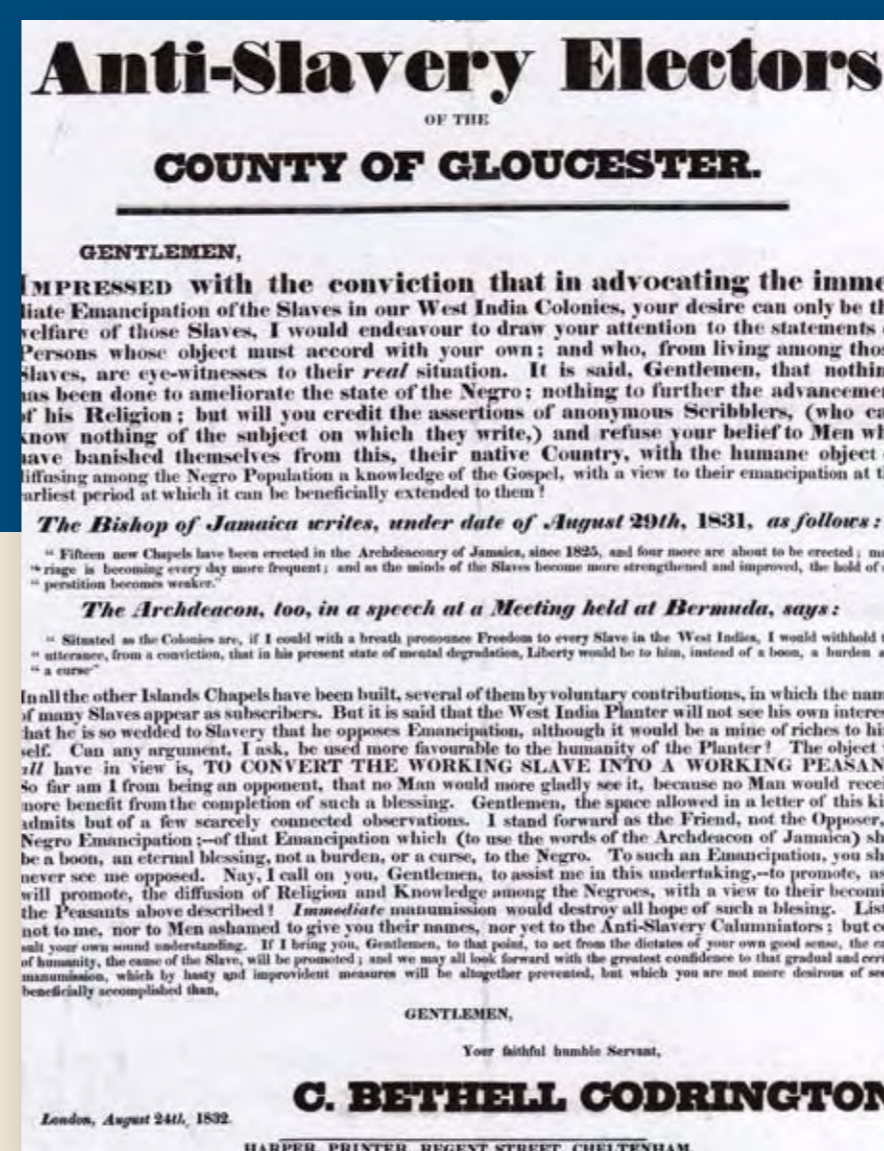 Anti-Slavery Electors
OF THE
COUNTY OF GLOUCESTER.
GENTLEMEN,
IMPRESSED with the conviction that in advocating the imme
diate Emancipation of the Slaves in our West India Colonies, your desire can only be th
welfare of those Slaves, I would endeavour to draw your attention to the statements
Persons whose object must accord with your own; and who, from living among thos
Slaves, are eye-witnesses to their real situation. It is said, Gentlemen, that nothin
has been done to ameliorate the state of the Negro; nothing to further the advancemen
of his Religion; but will you credit the assertions of anonymous Scribblers, (who ca
know nothing of the subject on which they write,) and refuse your belief to Men wh
have banished themselves from this, their native Country, with the humane object
diffusing among the Negro Population a knowledge of the Gospel, with a view to their emancipation at th
earliest period at which it can be beneficially extended to them?
The Bishop of Jamaica writes, under date of August 29th, 1831, as follows:
" Fifteen new Chapels have been erected in the Archdeaconry of Jamaica, since 1825, and four more are about to be erected; ma
" riage is becoming every day more frequent; and as the minds of the Slaves become more strengthened and improved, the hold of
" perstition becomes weaker."
The Archdeacon, too, in a speech at a Meeting held at Bermuda, says:
" Situated as the Colonies are, if I could with a breath pronounce Freedom to every Slave in the West Indies, I would withhold
" utterance, from a conviction, that in his present state of mental degradation, Liberty would be to him, instead of a boon, a burden
" a curse"
In all the other Islands Chapels have been built, several of them by voluntary contributions, in which the nam
of many Slaves appear as subscribers. But it is said that the West India Planter will not see his own interes
that he is so wedded to Slavery that he opposes Emancipation, although it would be a mine of riches to hi
self. Can any argument, I ask, be used more favourable to the humanity of the Planter? The object
all have in view is, TO CONVERT THE WORKING SLAVE INTO A WORKING PEASAN
So far am I from being an opponent, that no Man would more gladly see it, because no Man would recei
more benefit from the completion of such a blessing. Gentlemen, the space allowed in a letter of this ki
admits but of a few scarcely connected observations. I stand forward as the Friend, not the Opposer,
Negro Emancipation;--of that Emancipation which (to use the words of the Archdeacon of Jamaica) sh
be a boon, an eternal blessing, not a burden, or a curse, to the Negro. To such an Emancipation, you sh
never see me opposed. Nay, I call on you, Gentlemen, to assist me in this undertaking,--to promote, as
will promote, the diffusion of Religion and Knowledge among the Negroes, with a view to their becomi
the Peasants above described! Immediate manumission would destroy all hope of such a blesing. List
not to me, nor to Men ashamed to give you their names, nor yet to the Anti-Slavery Calumniators; but co
sult your own sound understanding. If I bring you, Gentlemen, to that point, to act from the dictates of your own good sense, the ca
of humanity, the cause of the Slave, will be promoted; and we may all look forward with the greatest confidence to that gradual and cert
manumission, which by hasty and improvident measures will be altogether prevented, but which you are not more desirous of see
beneficially accomplished than,
GENTLEMEN,
Your faithful humble Servant,
C. BETHELL CODRINGTON
London, August 24th, 1832.
HARPER, PRINTER, REGENT STREET, CHELTENHAM.